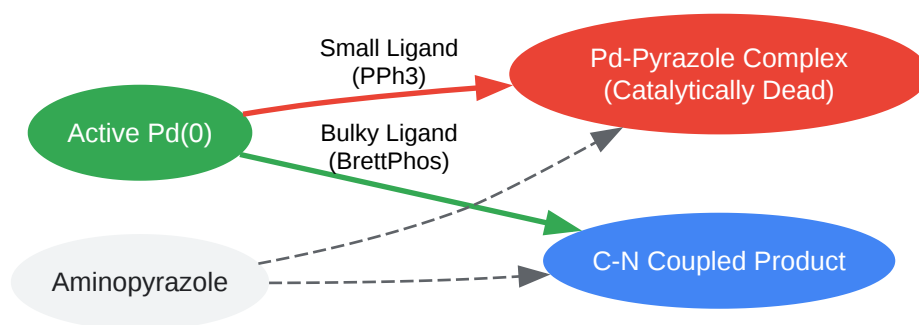 Small Ligand
(PPh3)
Pd-Pyrazole Complex
(Catalytically Dead)
Active Pd(0)
Bulky Ligand
(BrettPhos)
Aminopyrazole
C-N Coupled Product